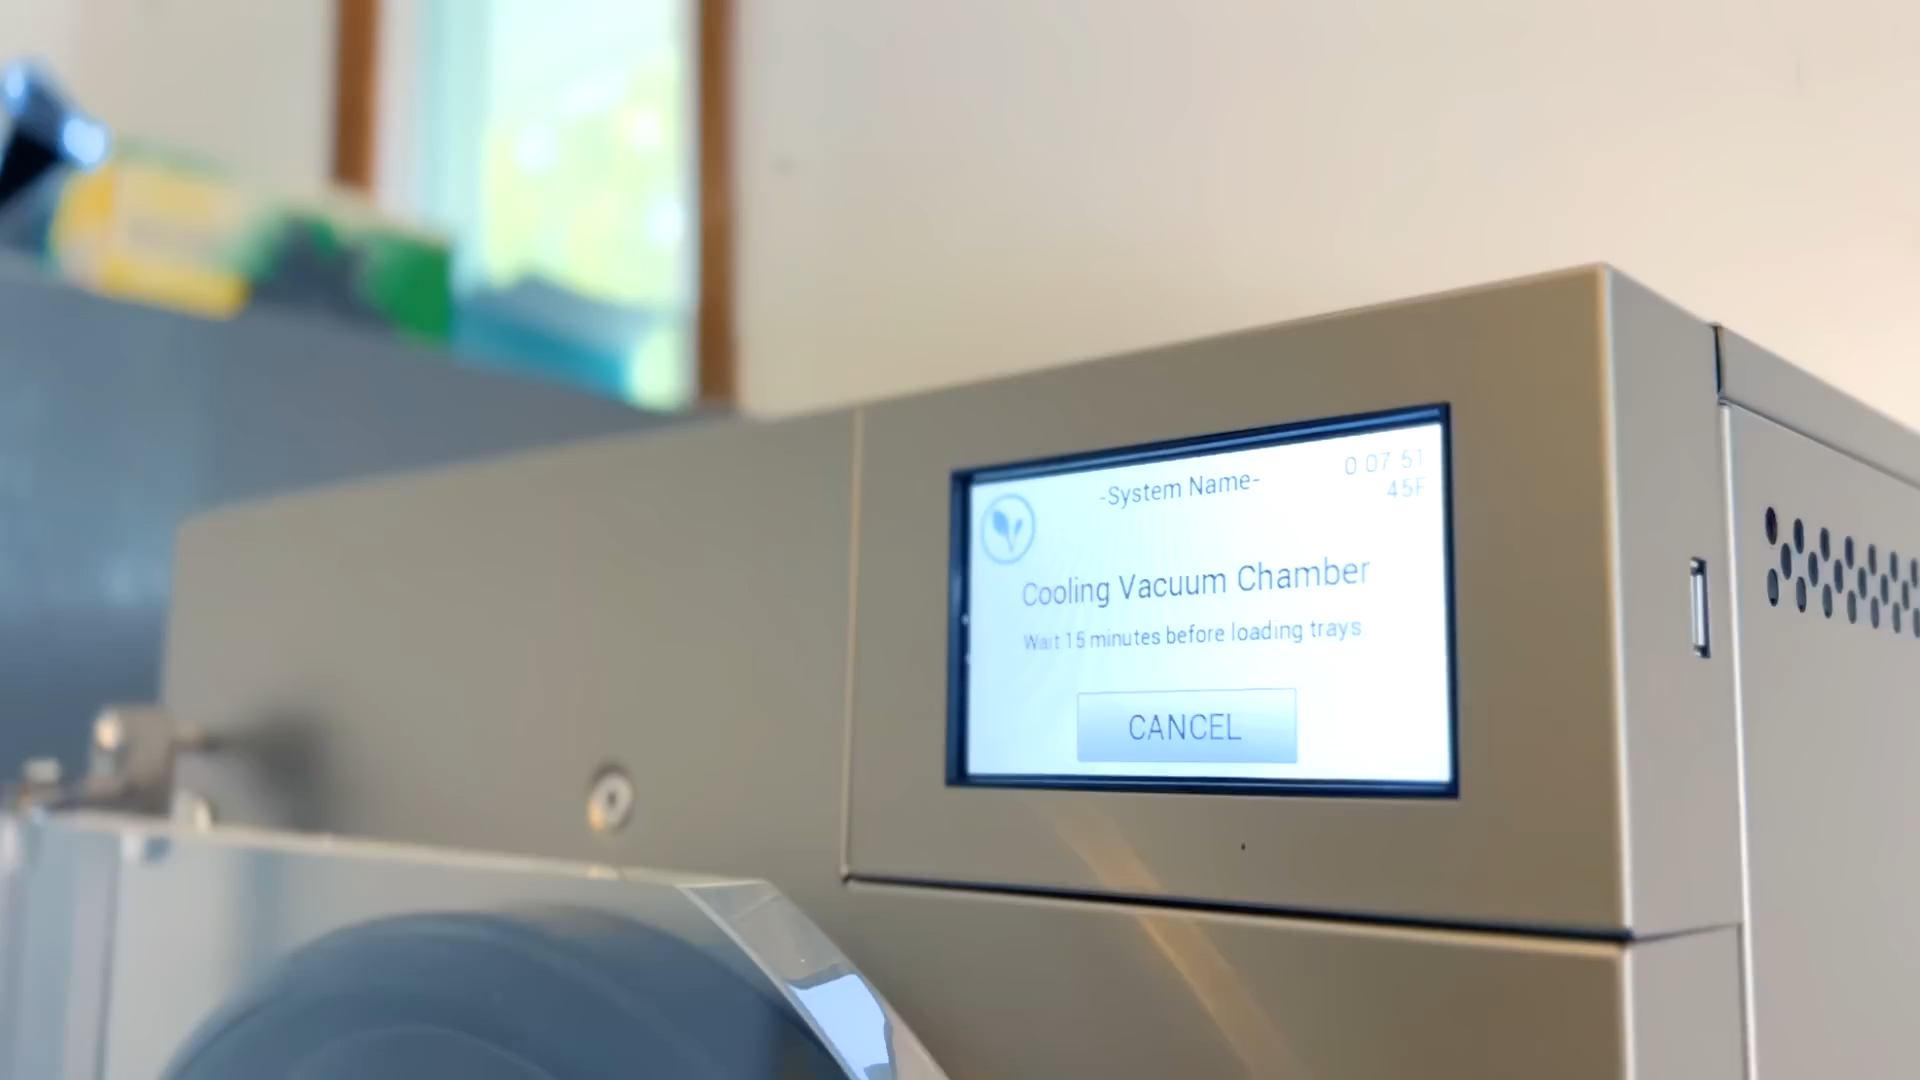 -System Name-
0 07 51
45F
Cooling Vacuum Chamber
Wait 15 minutes before loading trays.
CANCEL